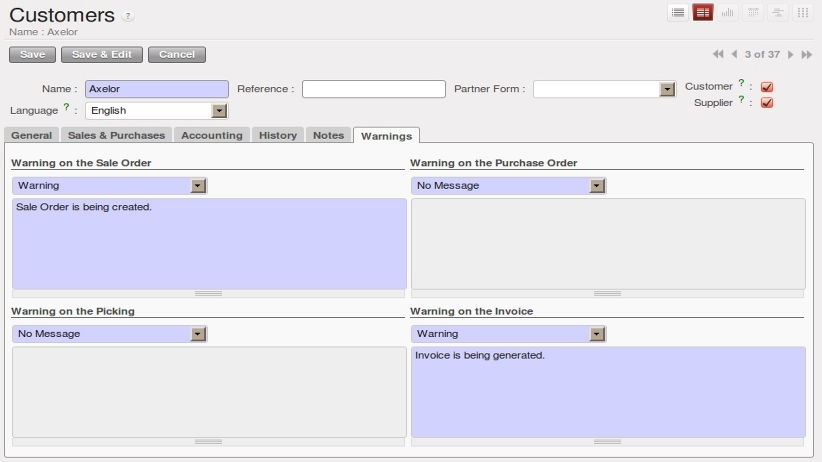 Customers ?
Name : Axelor
Save Save & Edit Cancel 3 of 37
Name : Axelor Reference : Partner Form : Customer ? :
Language ? : English Supplier ? :
General Sales & Purchases Accounting History Notes Warnings
Warning on the Sale Order Warning on the Purchase Order
Warning No Message
Sale Order is being created.
Warning on the Picking Warning on the Invoice
No Message Warning
Invoice is being generated.